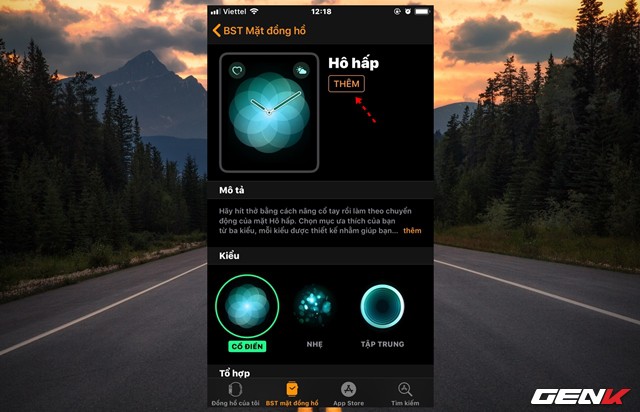 Viettel 12:18
BST Mặt đồng hồ
Hô hấp
THÊM
Mô tả
Hãy hít thở bằng cách nâng cổ tay rồi làm theo chuyển
động của mặt Hô hấp. Chọn mục ưa thích của bạn
từ ba kiểu, mỗi kiểu được thiết kế nhằm giúp bạn... thêm
Kiểu
CỔ ĐIỂN NHẸ TẬP TRUNG
Tổ hợp
Đồng hồ của tôi BST mặt đồng hồ App Store Tìm kiếm
GENK